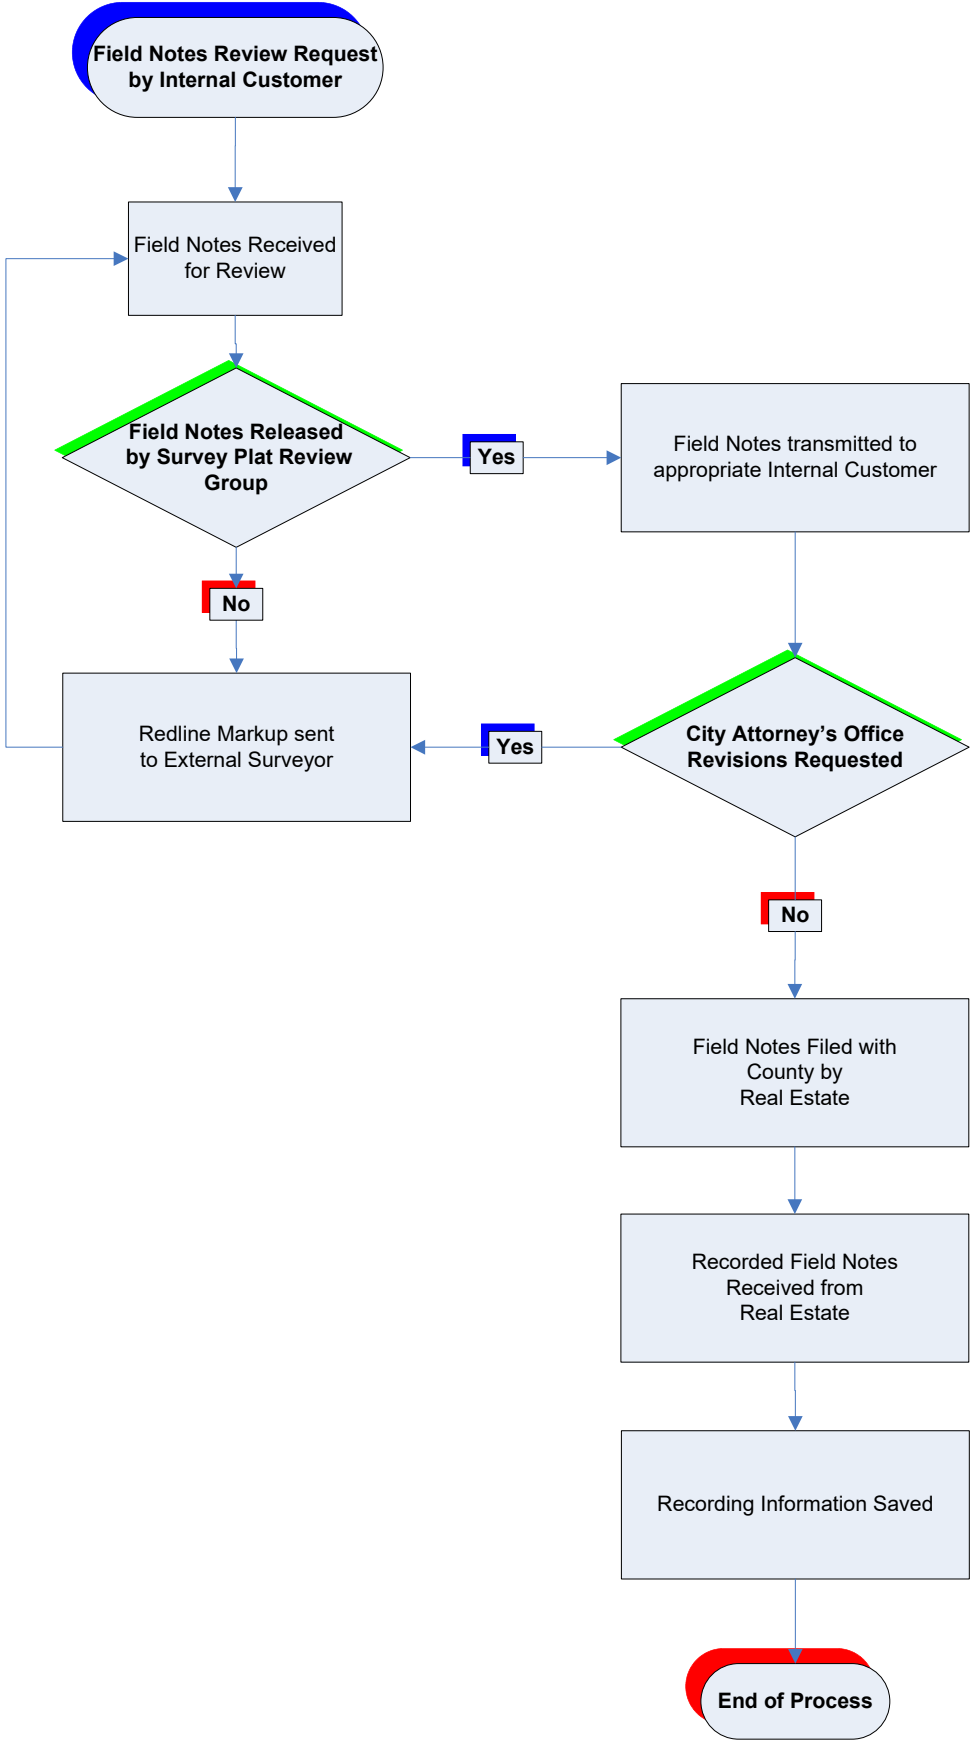 Field Notes Review Request
by Internal Customer
Field Notes Received
for Review
Field Notes Released
by Survey Plat Review
Group
Yes
Field Notes transmitted to
appropriate Internal Customer
No
Redline Markup sent
to External Surveyor
Yes
City Attorney’s Office
Revisions Requested
No
Field Notes Filed with
County by
Real Estate
Recorded Field Notes
Received from
Real Estate
Recording Information Saved
End of Process